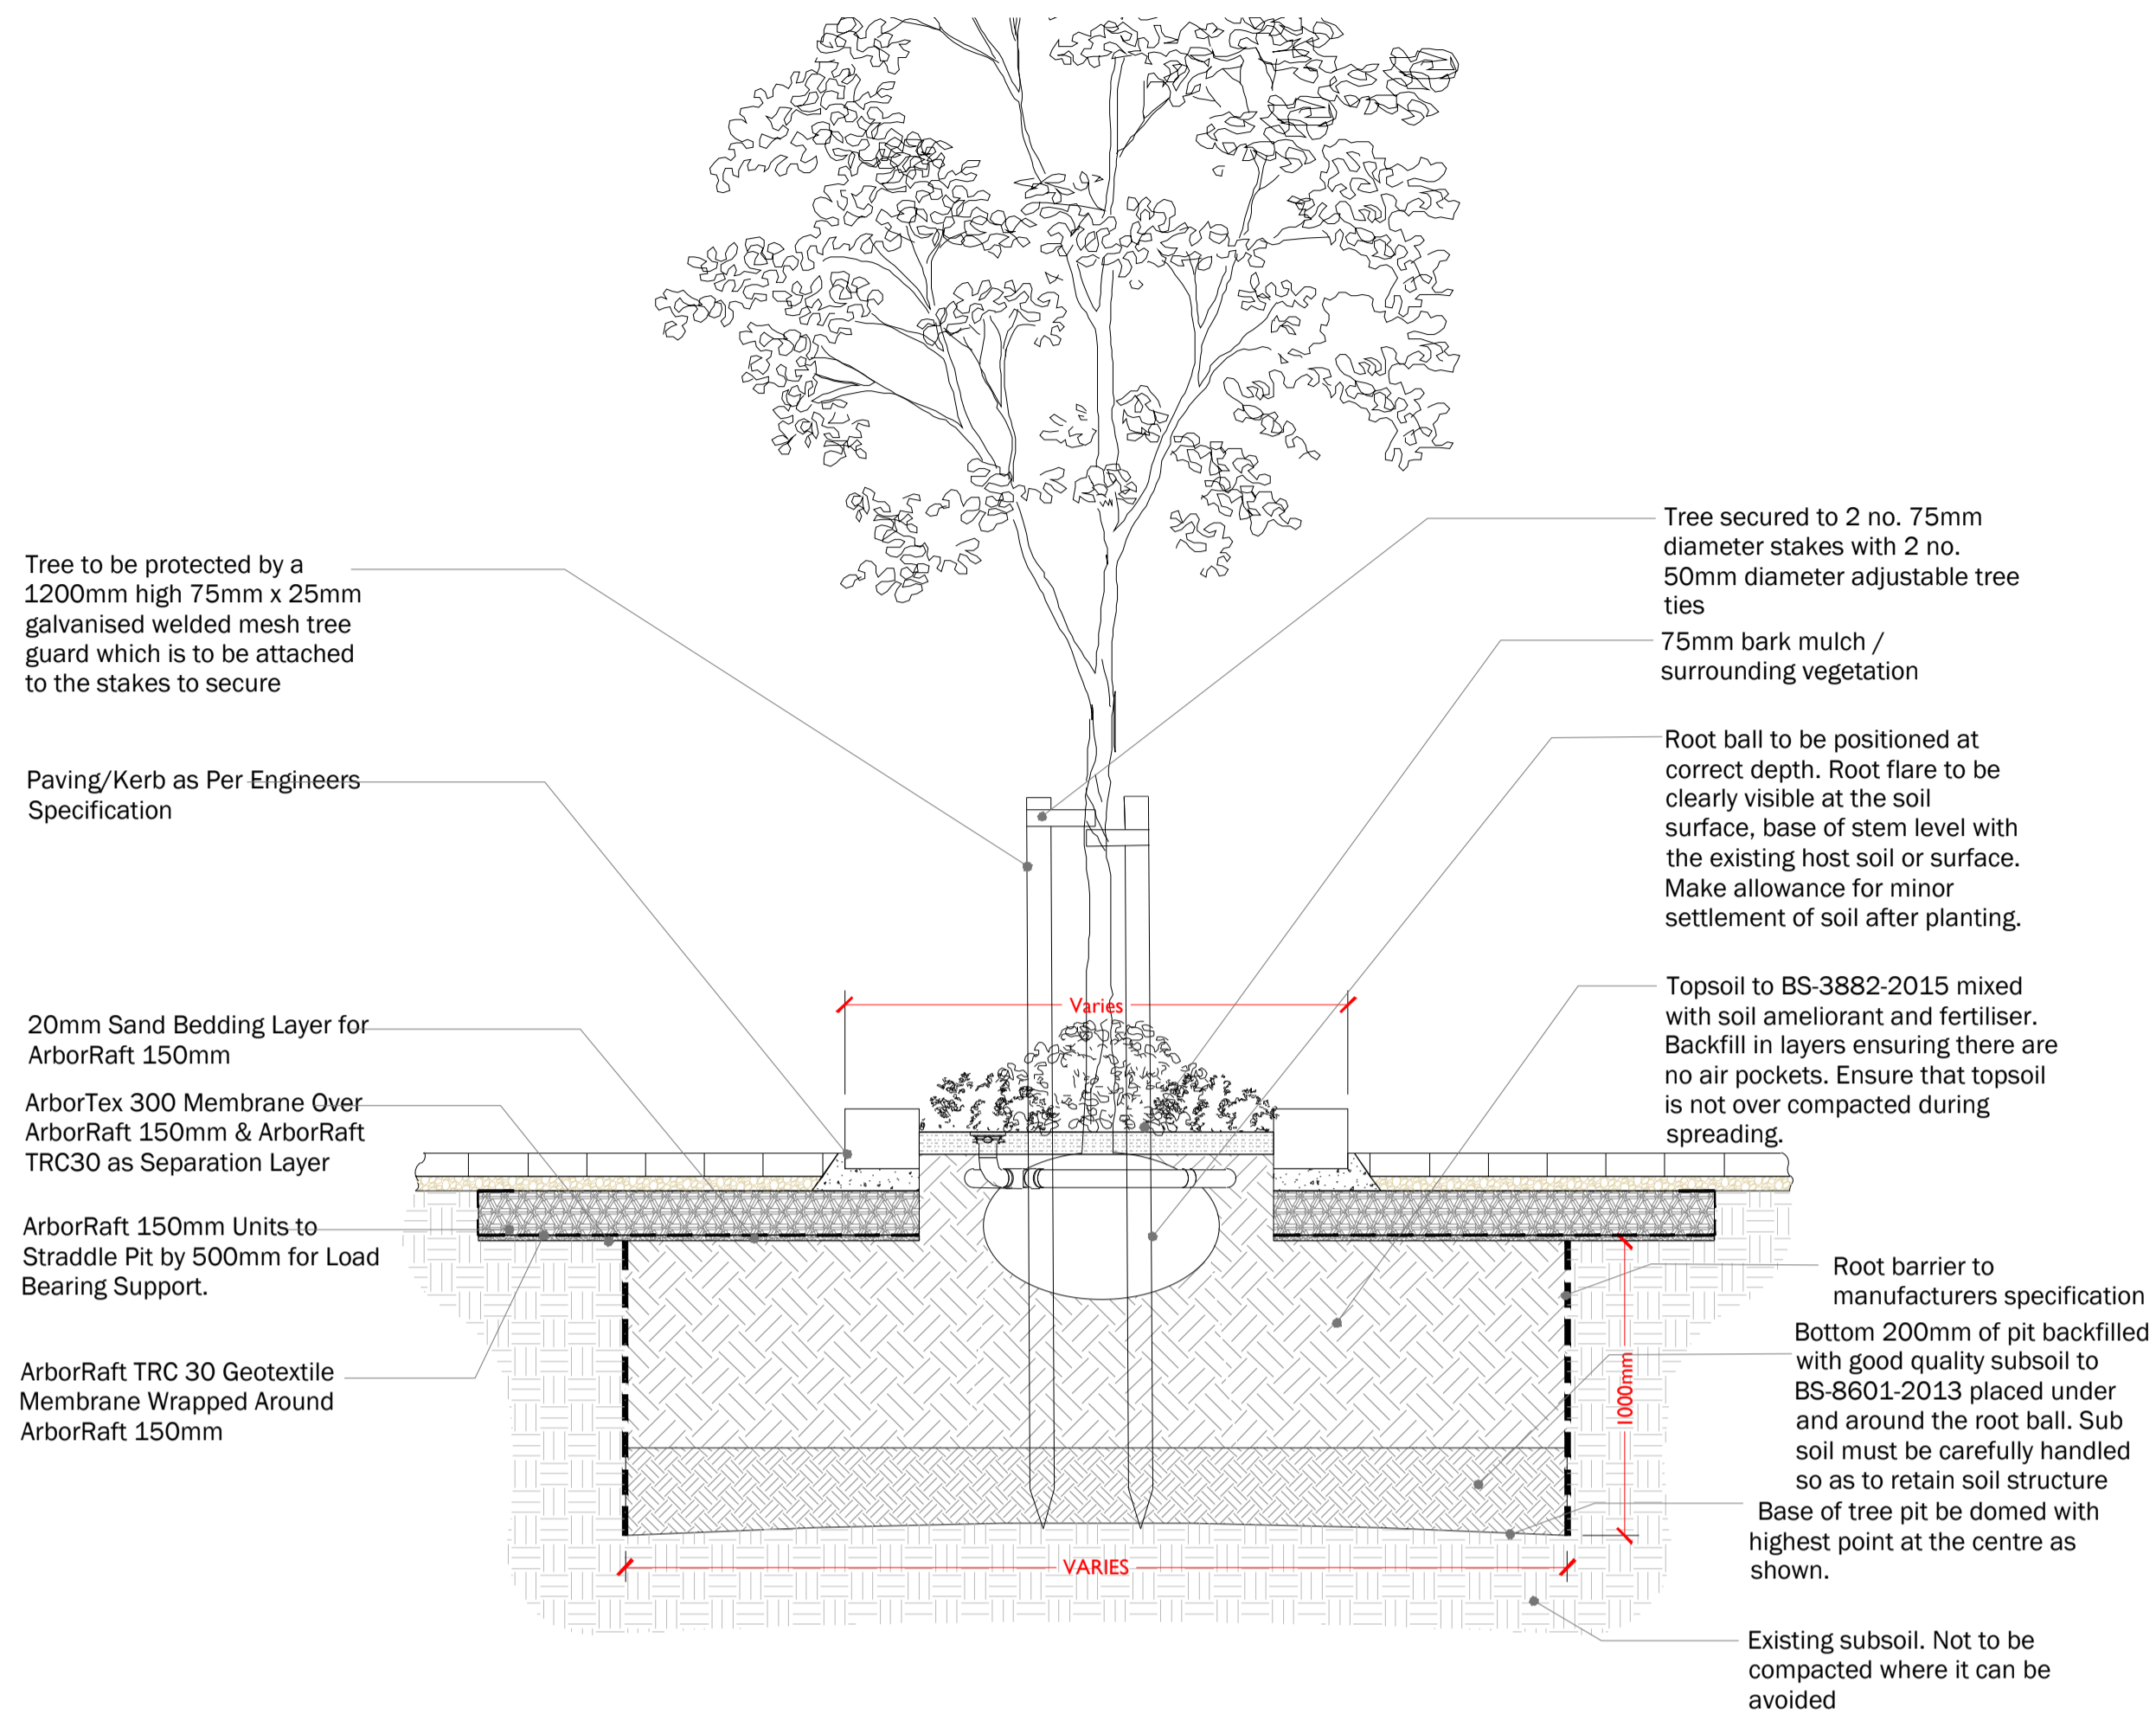 Tree to be protected by a
1200mm high 75mm x 25mm
galvanised welded mesh tree
guard which is to be attached
to the stakes to secure
Paving/Kerb as Per Engineers
Specification
20mm Sand Bedding Layer for
ArborRaft 150mm
ArborTex 300 Membrane Over
ArborRaft 150mm & ArborRaft
TRC30 as Separation Layer
ArborRaft 150mm Units to
Straddle Pit by 500mm for Load
Bearing Support.
ArborRaft TRC 30 Geotextile
Membrane Wrapped Around
ArborRaft 150mm
Varies
VARIES
1000mm
Tree secured to 2 no. 75mm
diameter stakes with 2 no.
50mm diameter adjustable tree
ties
75mm bark mulch /
surrounding vegetation
Root ball to be positioned at
correct depth. Root flare to be
clearly visible at the soil
surface, base of stem level with
the existing host soil or surface.
Make allowance for minor
settlement of soil after planting.
Topsoil to BS-3882-2015 mixed
with soil ameliorant and fertiliser.
Backfill in layers ensuring there are
no air pockets. Ensure that topsoil
is not over compacted during
spreading.
Root barrier to
manufacturers specification
Bottom 200mm of pit backfilled
with good quality subsoil to
BS-8601-2013 placed under
and around the root ball. Sub
soil must be carefully handled
so as to retain soil structure
Base of tree pit be domed with
highest point at the centre as
shown.
Existing subsoil. Not to be
compacted where it can be
avoided